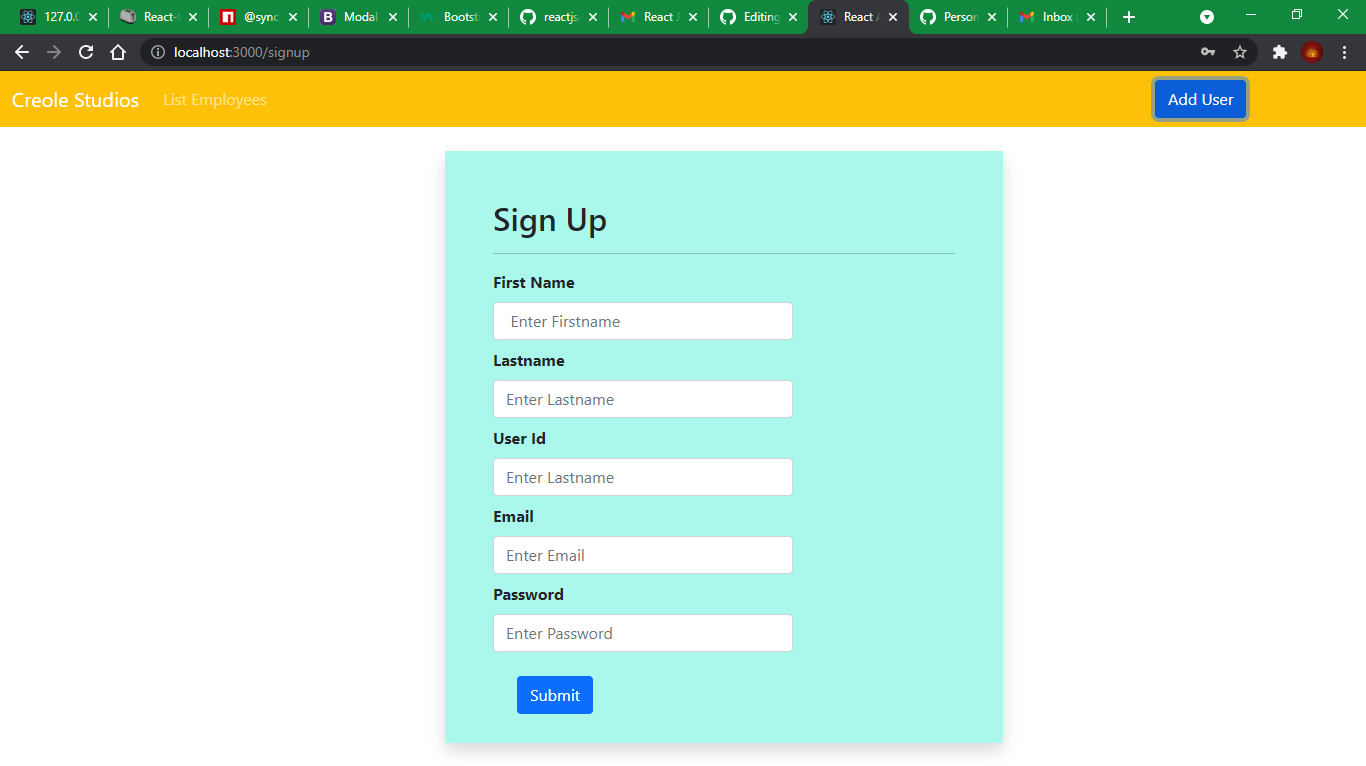 127.0.0
React-t
@sync
Modal
Bootst
reactjs.
React J
Editing
React A
Person
Inbox
localhost:3000/signup
Creole Studios List Employees Add User
Sign Up
First Name
Enter Firstname
Lastname
Enter Lastname
User Id
Enter Lastname
Email
Enter Email
Password
Enter Password
Submit